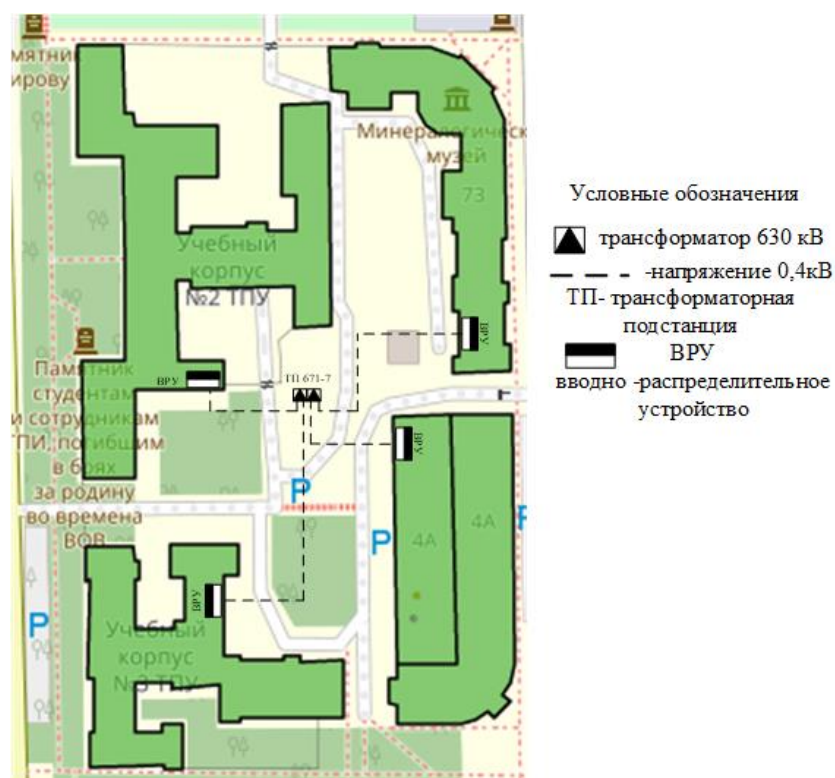 мятник
ирову
Минералогическ
музей
73
Учебный
корпус
№2 ТПУ
ВРУ
ТП 671-7
ВРУ
Памятник
студентам
и сотрудникам
ТПИ, погибшим
в боях
за родину
во времена
ВОВ
ВРУ
P
P
P
4А
4А
ВРУ
P
Учебный
корпус
№3 ТПУ
Условные обозначения
трансформатор 630 кВ
-напряжение 0,4кВ
ТП- трансформаторная
подстанция
ВРУ
вводно -распределительное
устройство